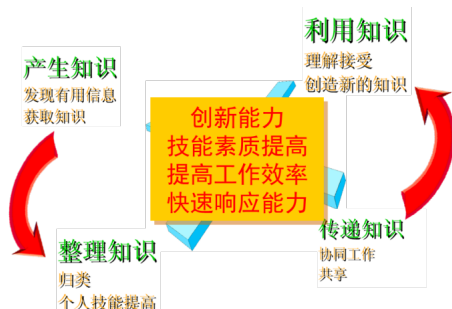 产生知识
发现有用信息
获取知识
利用知识
理解接受
创造新的知识
创新能力
技能素质提高
提高工作效率
快速响应能力
整理知识
归类
个人技能提高
传递知识
协同工作
共享